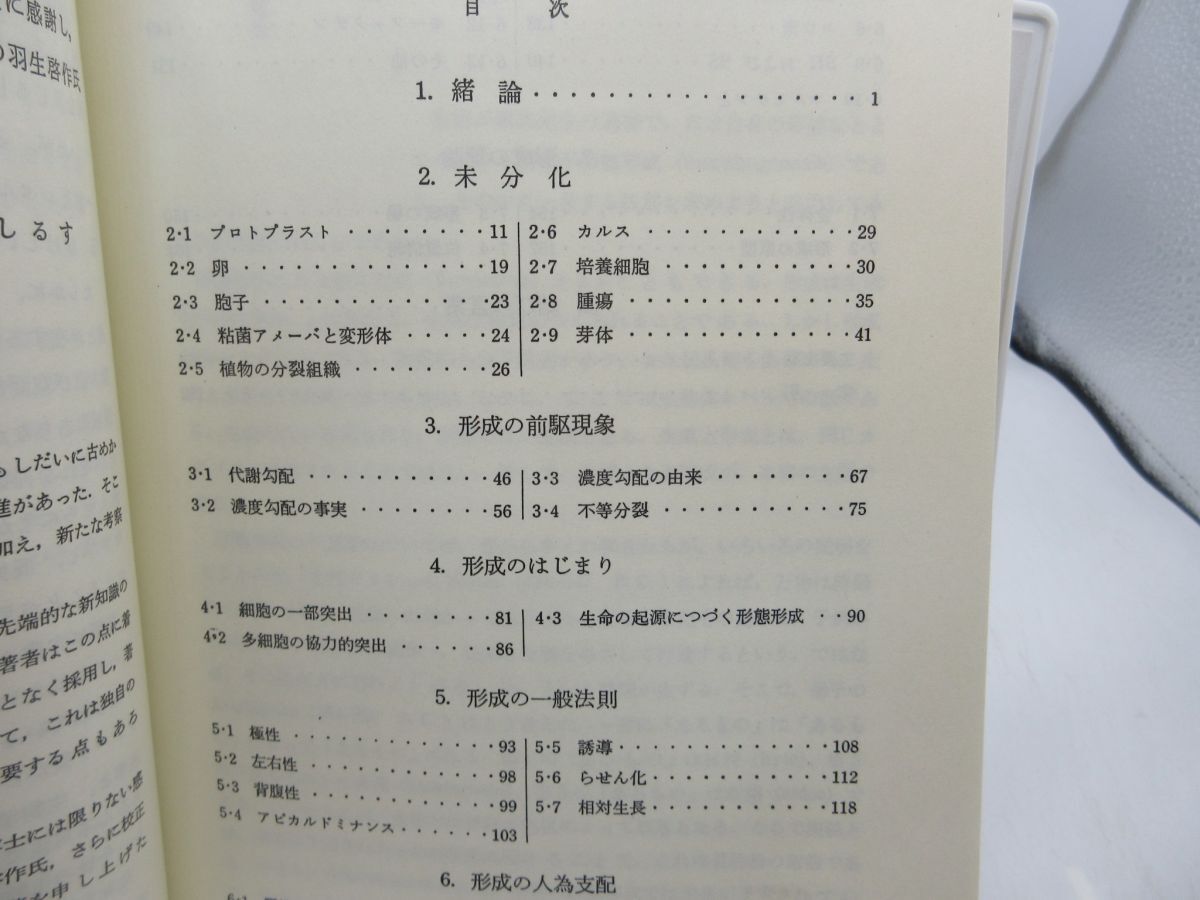 に感謝し,
の羽生啓作氏
しるす
もしだいに古めか
進があった. そこ
加え, 新たな考察
先端的な新知識の
著者はこの点に着
となく採用し, 著
て, これは独自の
要する点もある
士には限りない感
作氏, さらに校正
を申し上げた
目 次
1. 緒 論 ・・・・・・・・・・・・・・・・・・ 1
2. 未 分 化
2・1 プロトプラスト ・・・・・・・・ 11
2・2 卵 ・・・・・・・・・・・・・ 19
2・3 胞子 ・・・・・・・・・・・・ 23
2・4 粘菌アメーバと変形体 ・・・・・ 24
2・5 植物の分裂組織 ・・・・・・・・ 26
2・6 カルス ・・・・・・・・・・・・ 29
2・7 培養細胞 ・・・・・・・・・・・ 30
2・8 腫瘍 ・・・・・・・・・・・・・ 35
2・9 芽体 ・・・・・・・・・・・・・ 41
3. 形成の前駆現象
3・1 代謝勾配 ・・・・・・・・・・・ 46
3・2 濃度勾配の事実 ・・・・・・・・ 56
3・3 濃度勾配の由来 ・・・・・・・・ 67
3・4 不等分裂 ・・・・・・・・・・・ 75
4. 形成のはじまり
4・1 細胞の一部突出 ・・・・・・・・ 81
4・2 多細胞の協力的突出 ・・・・・・ 86
4・3 生命の起源につづく形態形成 ・・ 90
5. 形成の一般法則
5・1 極性 ・・・・・・・・・・・・・ 93
5・2 左右性 ・・・・・・・・・・・・ 98
5・3 背腹性 ・・・・・・・・・・・・ 99
5・4 アピカルドミナンス ・・・・・・ 103
5・5 誘導 ・・・・・・・・・・・・・ 108
5・6 らせん化 ・・・・・・・・・・・ 112
5・7 相対生長 ・・・・・・・・・・・ 118
6. 形成の人為支配